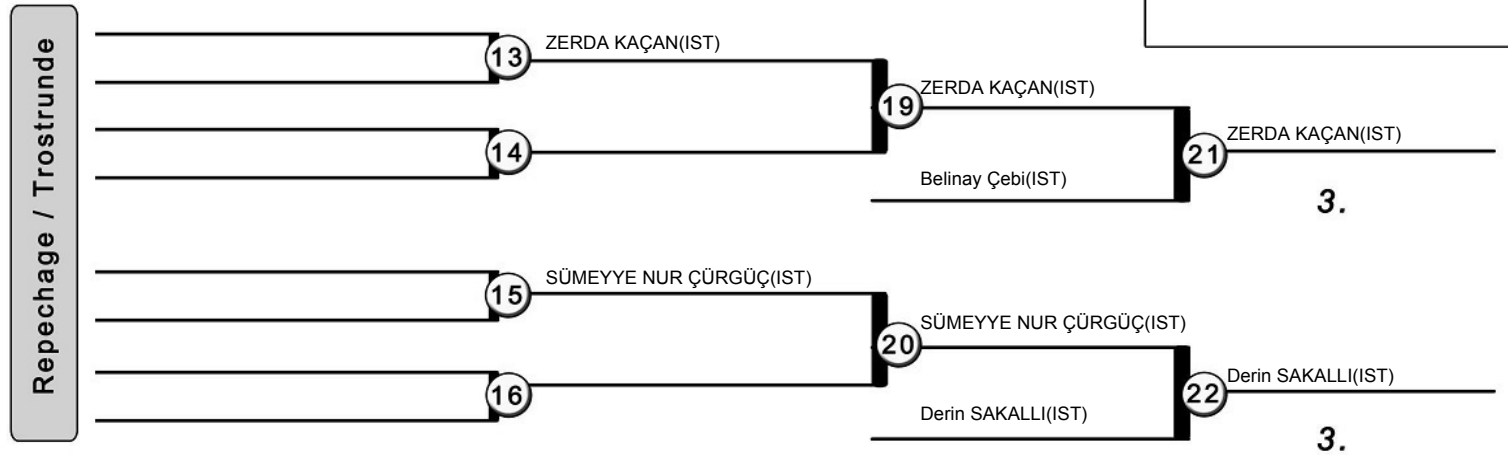 Repechage / Trostrunde
13
ZERDA KAÇAN(IST)
14
19
ZERDA KAÇAN(IST)
Belinay Çebi(IST)
21
ZERDA KAÇAN(IST)
3.
15
SÜMEYYE NUR ÇÜRGÜÇ(IST)
16
20
SÜMEYYE NUR ÇÜRGÜÇ(IST)
Derin SAKALLI(IST)
22
Derin SAKALLI(IST)
3.